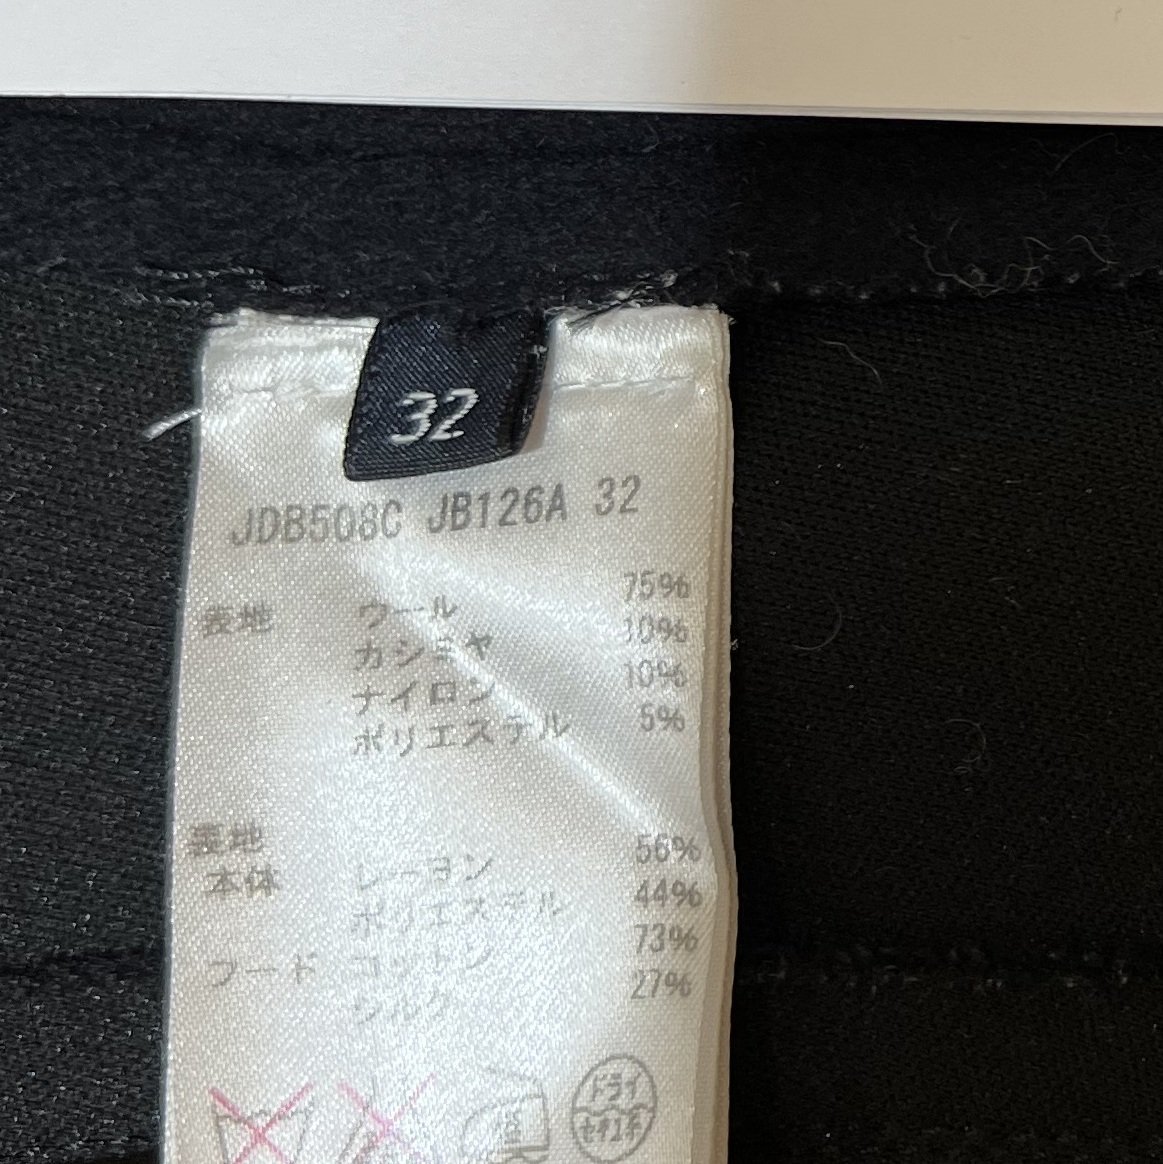 32
JDB508C JB126A 32
表地 ウール 75%
カシミヤ 10%
ナイロン 10%
ポリエステル 5%
表地
本体 レーヨン 56%
ポリエステル 44%
フード コットン 73%
シルク 27%
ドライ
セキユ系